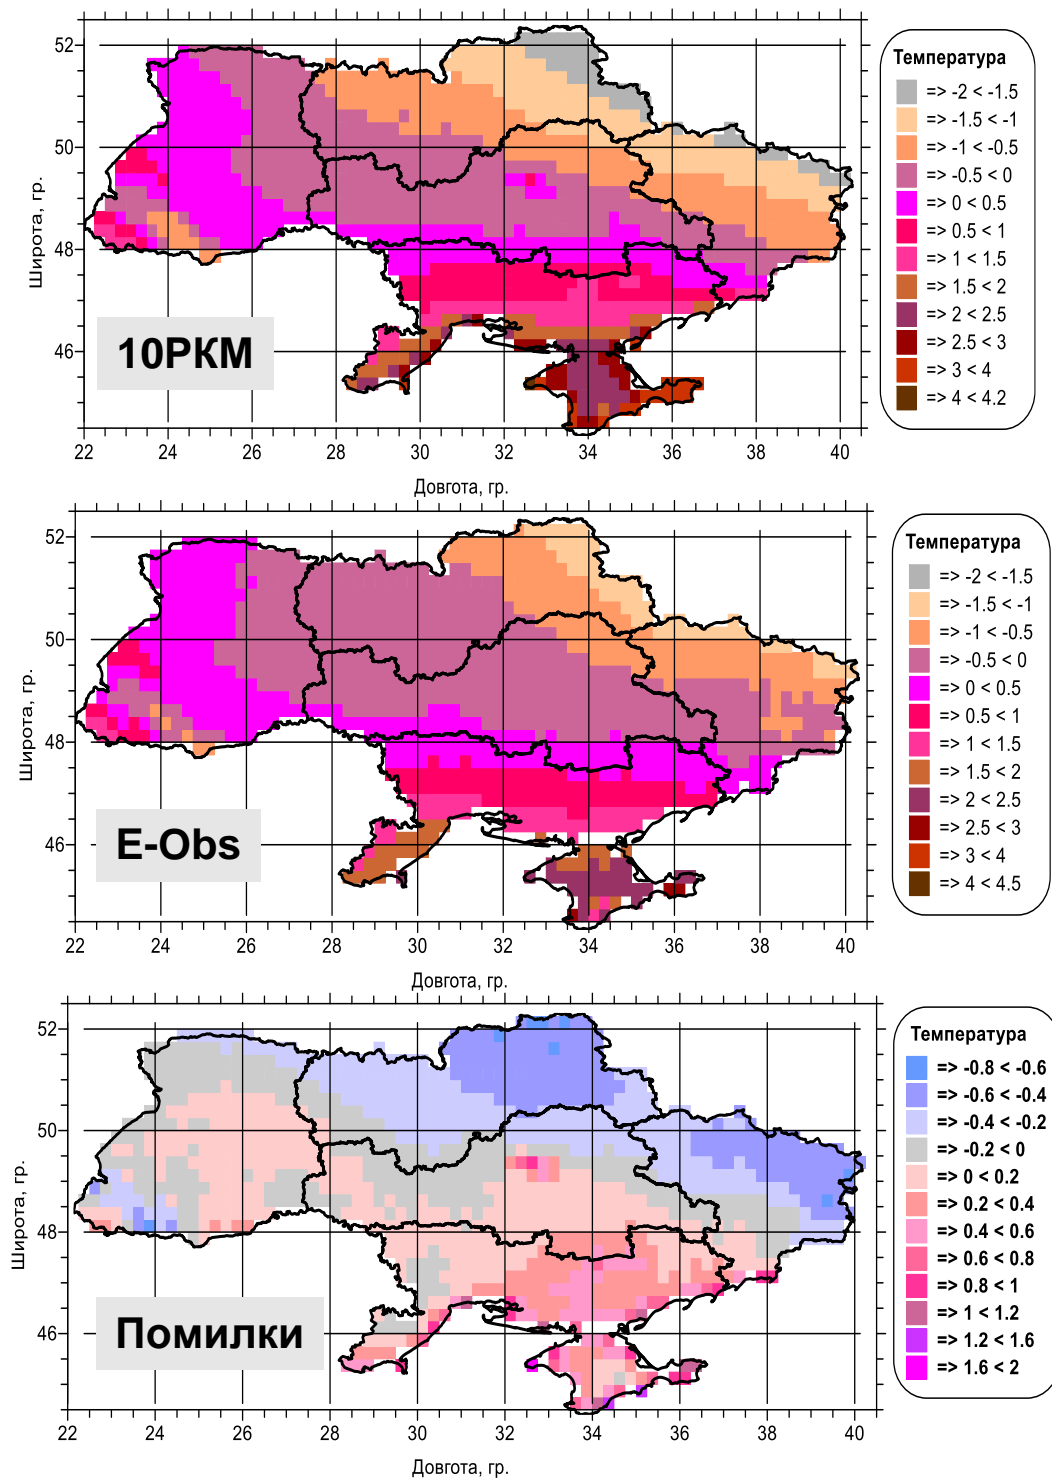 52
50
48
46
Широта, гр.
10РКМ
22 24 26 28 30 32 34 36 38 40
Довгота, гр.
Температура
=> -2 < -1.5
=> -1.5 < -1
=> -1 < -0.5
=> -0.5 < 0
=> 0 < 0.5
=> 0.5 < 1
=> 1 < 1.5
=> 1.5 < 2
=> 2 < 2.5
=> 2.5 < 3
=> 3 < 4
=> 4 < 4.2
52
50
48
46
Широта, гр.
E-Obs
22 24 26 28 30 32 34 36 38 40
Довгота, гр.
Температура
=> -2 < -1.5
=> -1.5 < -1
=> -1 < -0.5
=> -0.5 < 0
=> 0 < 0.5
=> 0.5 < 1
=> 1 < 1.5
=> 1.5 < 2
=> 2 < 2.5
=> 2.5 < 3
=> 3 < 4
=> 4 < 4.5
52
50
48
46
Широта, гр.
Помилки
22 24 26 28 30 32 34 36 38 40
Довгота, гр.
Температура
=> -0.8 < -0.6
=> -0.6 < -0.4
=> -0.4 < -0.2
=> -0.2 < 0
=> 0 < 0.2
=> 0.2 < 0.4
=> 0.4 < 0.6
=> 0.6 < 0.8
=> 0.8 < 1
=> 1 < 1.2
=> 1.2 < 1.6
=> 1.6 < 2